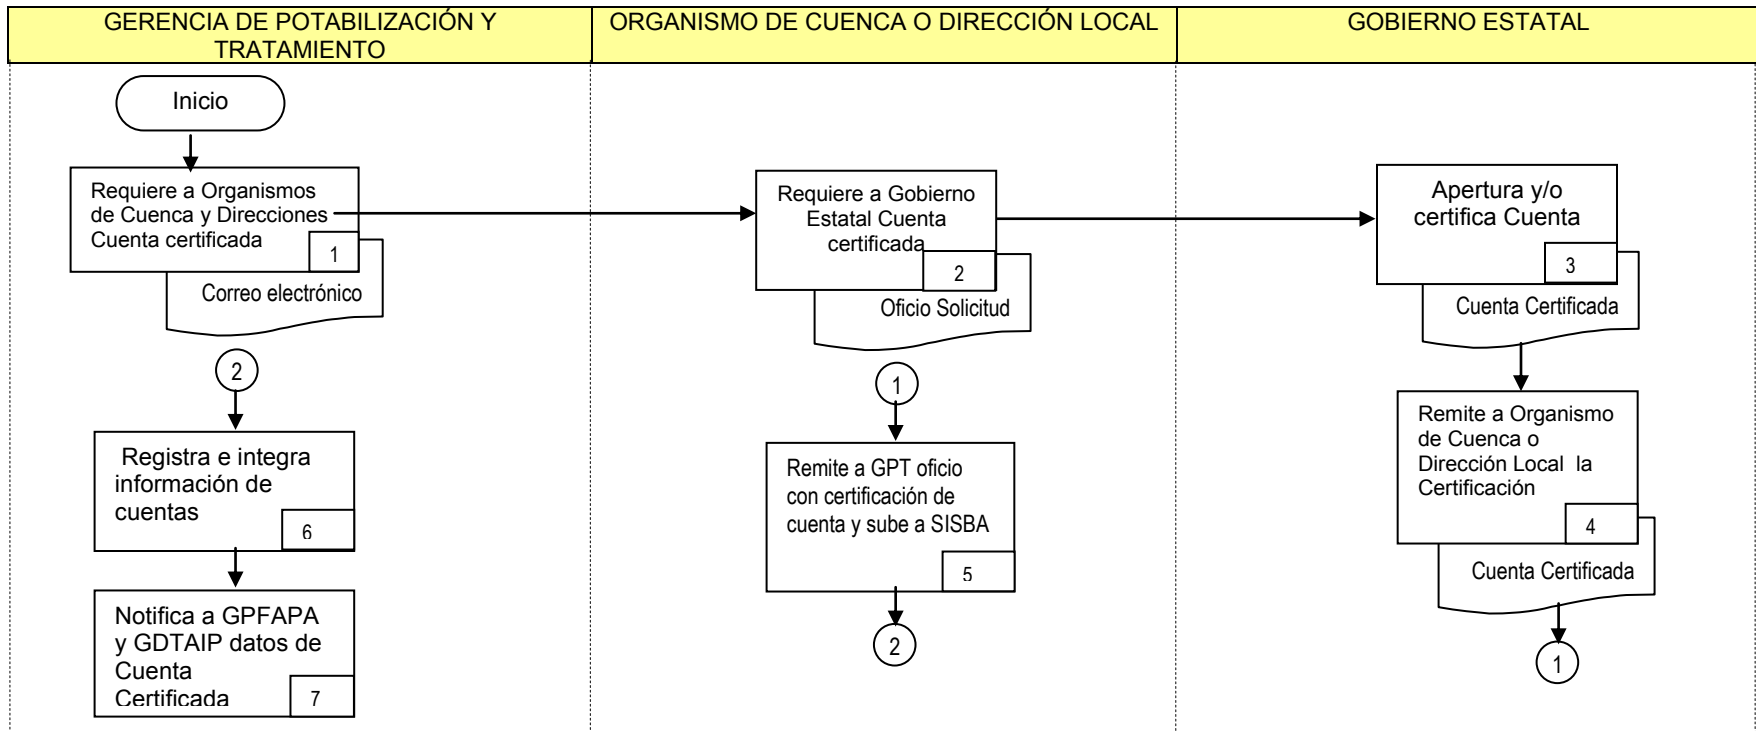 GERENCIA DE POTABILIZACIÓN Y
TRATAMIENTO
ORGANISMO DE CUENCA O DIRECCIÓN LOCAL
GOBIERNO ESTATAL
Inicio
Requiere a Organismos
de Cuenca y Direcciones
Cuenta certificada
1
Correo electrónico
Requiere a Gobierno
Estatal Cuenta
certificada
2
Oficio Solicitud
Apertura y/o
certifica Cuenta
3
Cuenta Certificada
2
Registra e integra
información de
cuentas
6
Notifica a GPFAPA
y GDTAIP datos de
Cuenta
Certificada
7
1
Remite a GPT oficio
con certificación de
cuenta y sube a SISBA
5
2
Remite a Organismo
de Cuenca o
Dirección Local la
Certificación
4
Cuenta Certificada
1